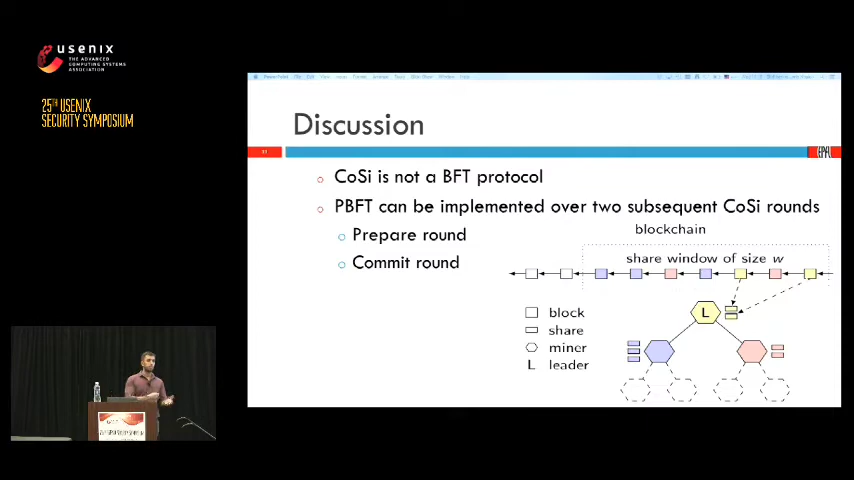 usenix
THE ADVANCED
COMPUTING SYSTEMS
ASSOCIATION
25TH USENIX
SECURITY SYMPOSIUM
Discussion
EPFL
CoSi is not a BFT protocol
PBFT can be implemented over two subsequent CoSi rounds
Prepare round
Commit round
blockchain
share window of size w
L
block
share
miner
L leader